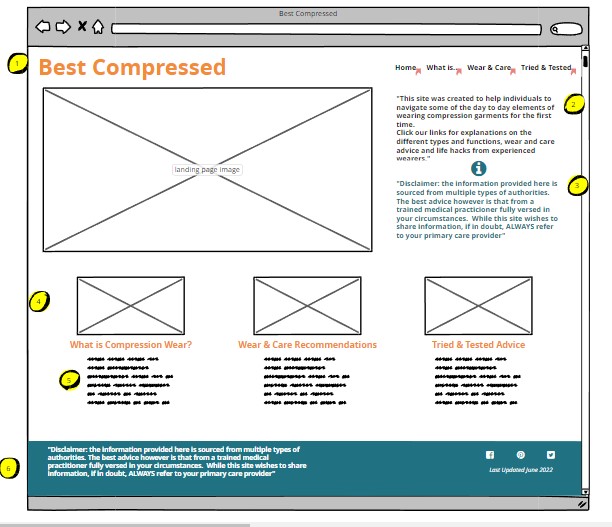 Best Compressed
1
Best Compressed
Home
What is..
Wear & Care
Tried & Tested
landing page image
"This site was created to help individuals to
navigate some of the day to day elements of
wearing compression garments for the first
time.
Click our links for explanations on the
different types and functions, wear and care
advice and life hacks from experienced
wearers."
2
i
3
"Disclaimer: the information provided here is
sourced from multiple types of authorities.
The best advice however is that from a
trained medical practitioner fully versed in
your circumstances. While this site wishes to
share information, if in doubt, ALWAYS refer
to your primary care provider"
4
What is Compression Wear?
Wear & Care Recommendations
Tried & Tested Advice
5
6
"Disclaimer: the information provided here is sourced from multiple types of
authorities. The best advice however is that from a trained medical
practitioner fully versed in your circumstances. While this site wishes to share
information, if in doubt, ALWAYS refer to your primary care provider"
Last Updated June 2022